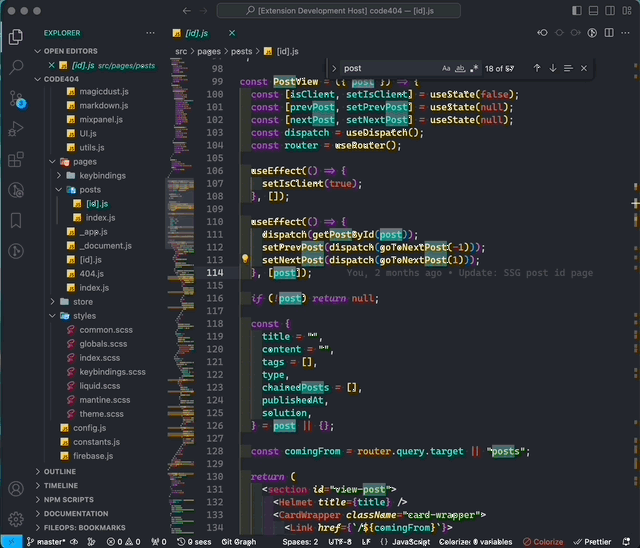 [Extension Development Host] code404 — [id].js
EXPLORER
OPEN EDITORS
[id].js src/pages/posts
CODE404
magicdust.js
markdown.js
mixpanel.js
UI.js
utils.js
pages
keybindings
posts
[id].js
index.js
_app.js
_document.js
[id].js
404.js
index.js
store
styles
common.scss
globals.scss
index.scss
keybindings.scss
liquid.scss
mantine.scss
theme.scss
config.js
constants.js
firebase.js
OUTLINE
TIMELINE
NPM SCRIPTS
DOCUMENTATION
FILEOPS: BOOKMARKS
[id].js
src > pages > posts > [id].js
post
Aa ab .* 18 of 57
98
99 const PostView = ({ post }) => {
100 const [isClient, setIsClient] = useState(false);
101 const [prevPost, setPrevPost] = useState(null);
102 const [nextPost, setNextPost] = useState(null);
103 const dispatch = useDispatch();
104 const router = useRouter();
105
106 useEffect(() => {
107 setIsClient(true);
108 }, []);
109
110 useEffect(() => {
111 dispatch(getPostById(post));
112 setPrevPost(dispatch(goToNextPost(-1)));
113 setNextPost(dispatch(goToNextPost(1)));
114 }, [post]); You, 2 months ago • Update: SSG post id page
115
116 if (!post) return null;
117
118 const {
119 title = "",
120 content = "",
121 tags = [],
122 type,
123 chainedPosts = [],
124 publishedAt,
125 solution,
126 } = post || {};
127
128 const comingFrom = router.query.target || "posts";
129
130 return (
131 <section id="view-post">
132 <Helmet title={title} />
133 <CardWrapper className="card-wrapper">
134 <Link href={`/${comingFrom}`}>
master* 0 0 0 9 secs Git Graph Spaces: 2 UTF-8 LF {} JavaScript Colorize: 0 variables Colorize Prettier